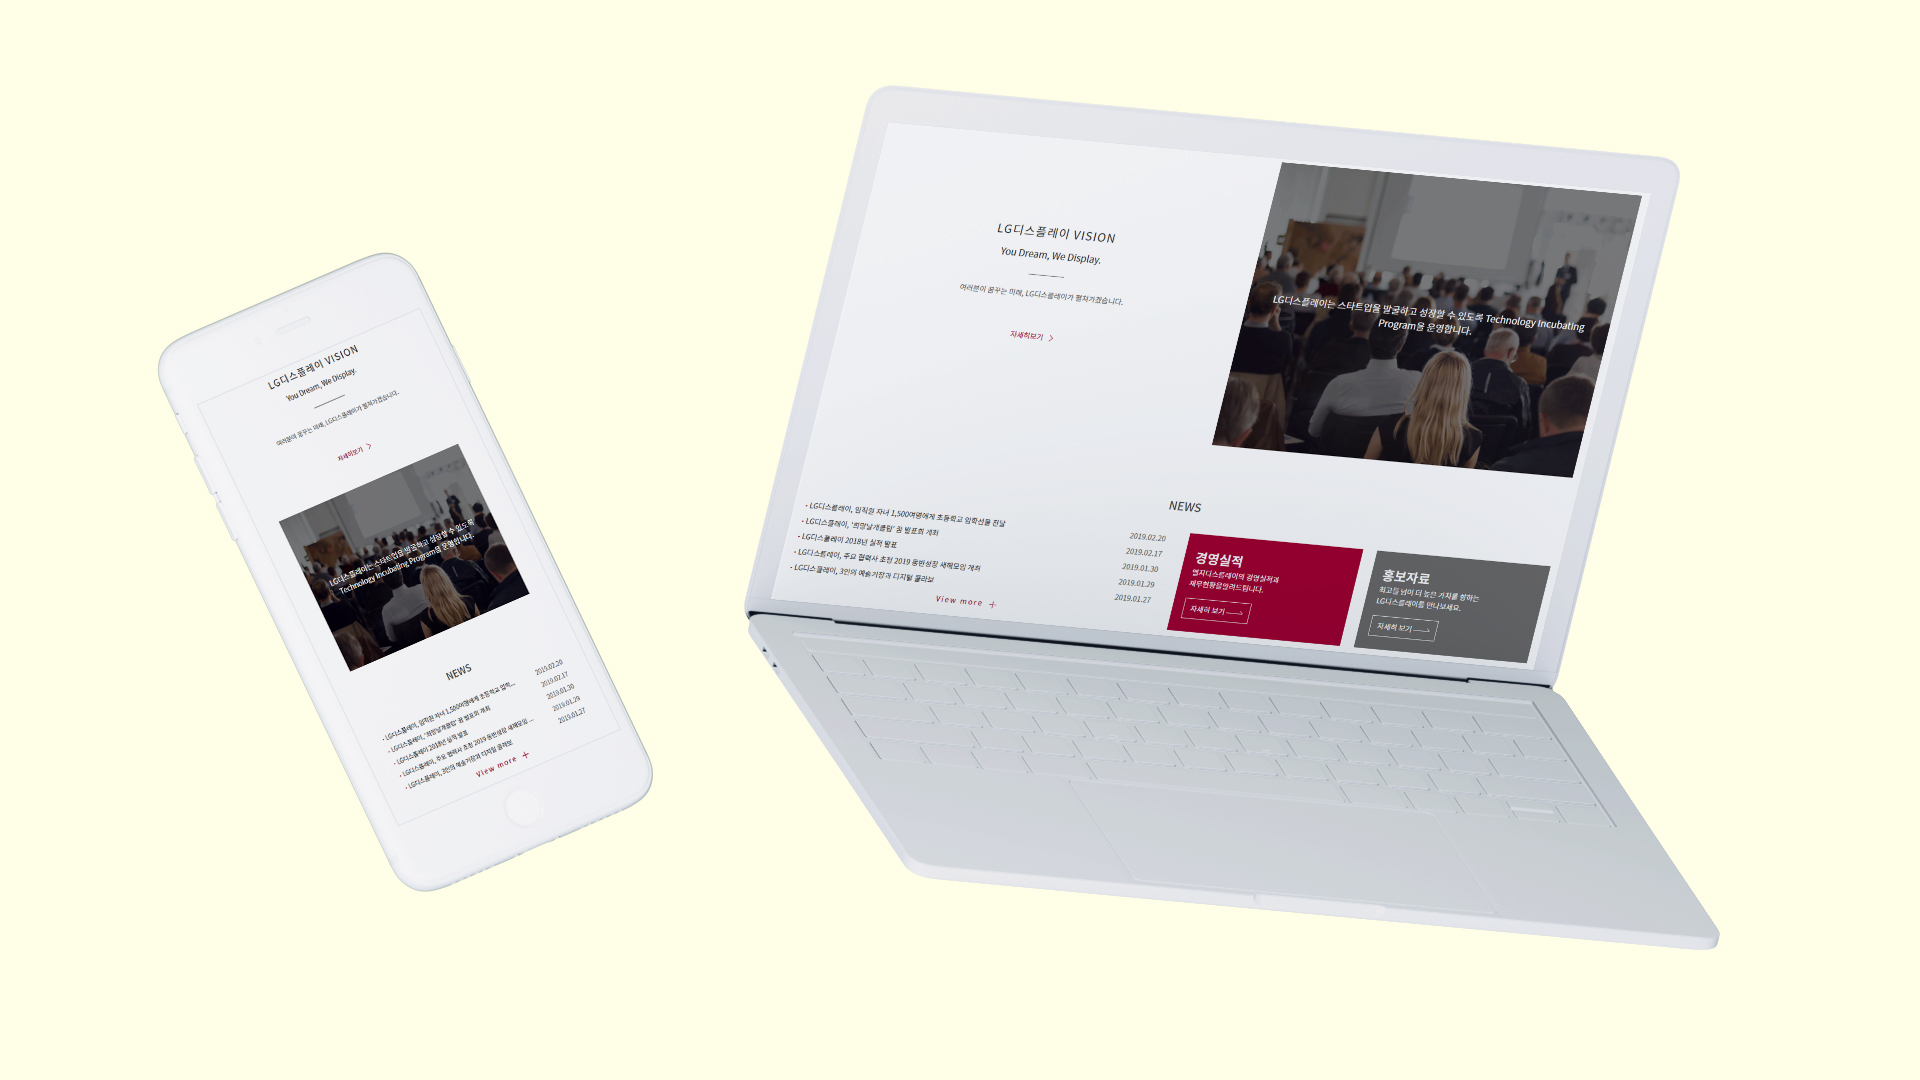 LG디스플레이 VISION
You Dream, We Display.
여러분이 꿈꾸는 미래, LG디스플레이가 펼쳐가겠습니다.
자세히보기
LG디스플레이는 스타트업을 발굴하고 성장할 수 있도록
Technology Incubating Program을 운영합니다.
NEWS
· LG디스플레이, 임직원 자녀 1,500여명에게 초등학교 입학... 2019.02.20
· LG디스플레이, '희망날개클럽' 꿈 발표회 개최 2019.02.17
· LG디스플레이 2018년 실적 발표 2019.01.30
· LG디스플레이, 주요 협력사 초청 2019 동반성장 새해모임 ... 2019.01.29
· LG디스플레이, 3인의 예술거장과 디지털 콜라보 2019.01.27
View more +
LG디스플레이 VISION
You Dream, We Display.
여러분이 꿈꾸는 미래, LG디스플레이가 펼쳐가겠습니다.
자세히보기
LG디스플레이는 스타트업을 발굴하고 성장할 수 있도록 Technology Incubating
Program을 운영합니다.
NEWS
· LG디스플레이, 임직원 자녀 1,500여명에게 초등학교 입학선물 전달 2019.02.20
· LG디스플레이, '희망날개클럽' 꿈 발표회 개최 2019.02.17
· LG디스플레이 2018년 실적 발표 2019.01.30
· LG디스플레이, 주요 협력사 초청 2019 동반성장 새해모임 개최 2019.01.29
· LG디스플레이, 3인의 예술거장과 디지털 콜라보 2019.01.27
View more +
경영실적
엘지디스플레이의 경영실적과
재무현황을알려드립니다.
자세히 보기
홍보자료
최고를 넘어 더 높은 가치를 향하는
LG디스플레이를 만나보세요.
자세히 보기